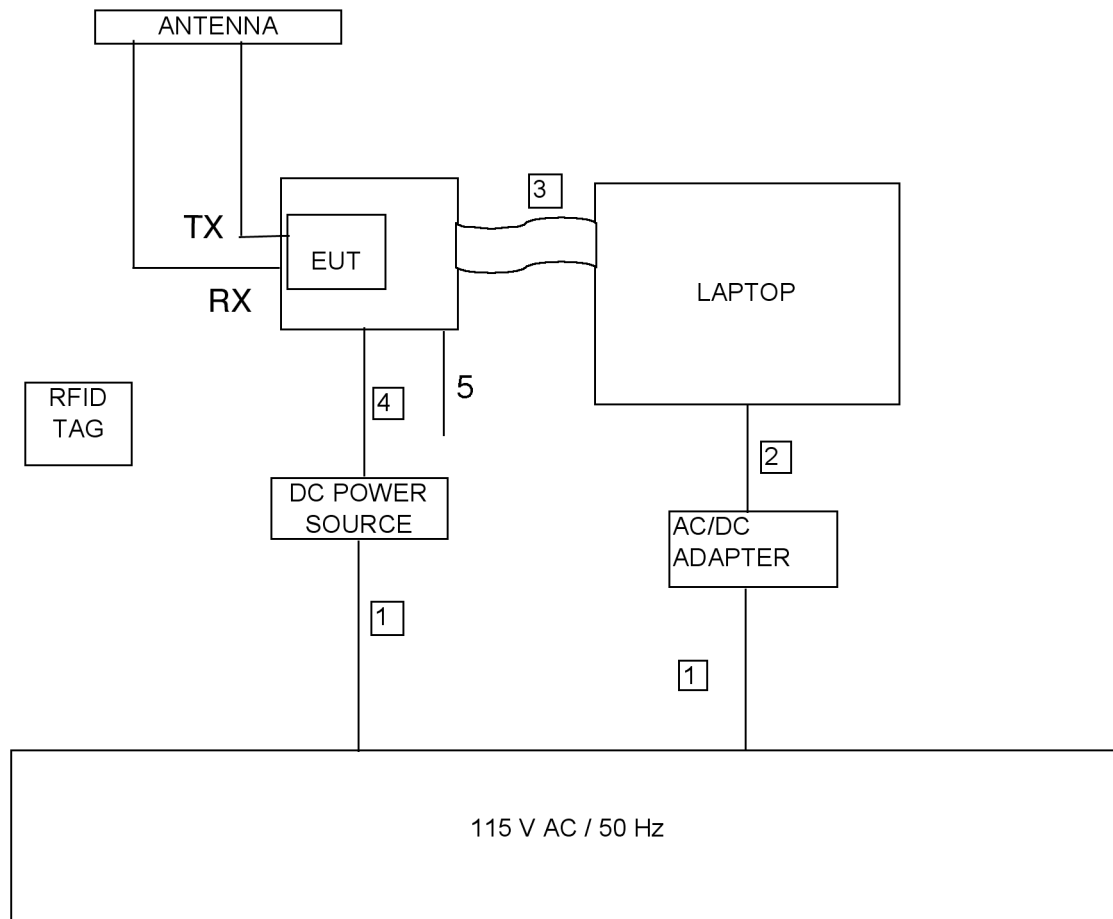 ANTENNA
3
TX
EUT
LAPTOP
RX
RFID
TAG
4
5
2
DC POWER
SOURCE
AC/DC
ADAPTER
1
1
115 V AC / 50 Hz